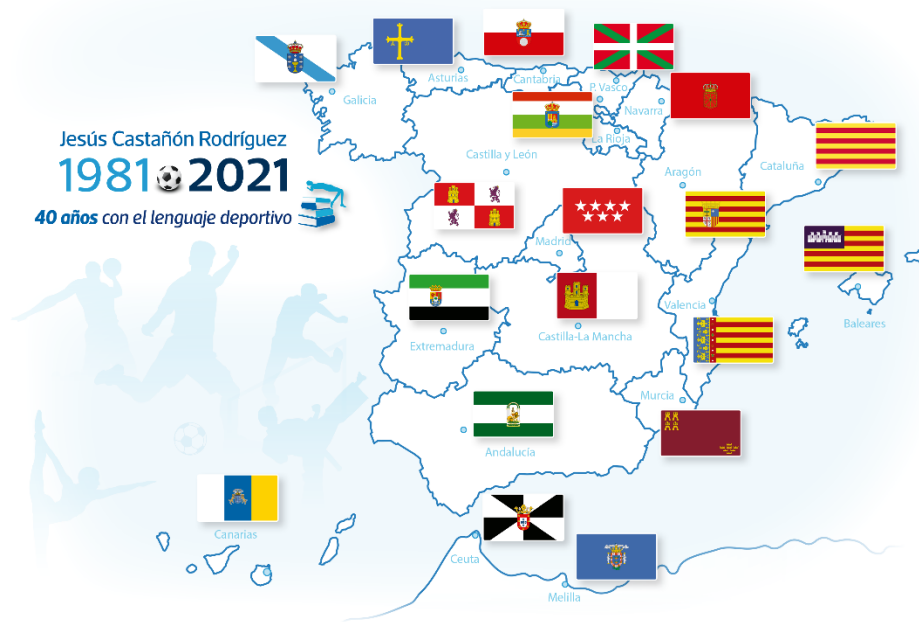 Jesús Castañón Rodríguez
1981 2021
40 años con el lenguaje deportivo
Galicia
Asturias
Cantabria
P. Vasco
Navarra
La Rioja
Castilla y León
Aragón
Cataluña
Madrid
Valencia
Baleares
Extremadura
Castilla-La Mancha
Murcia
Andalucía
Canarias
Ceuta
Melilla